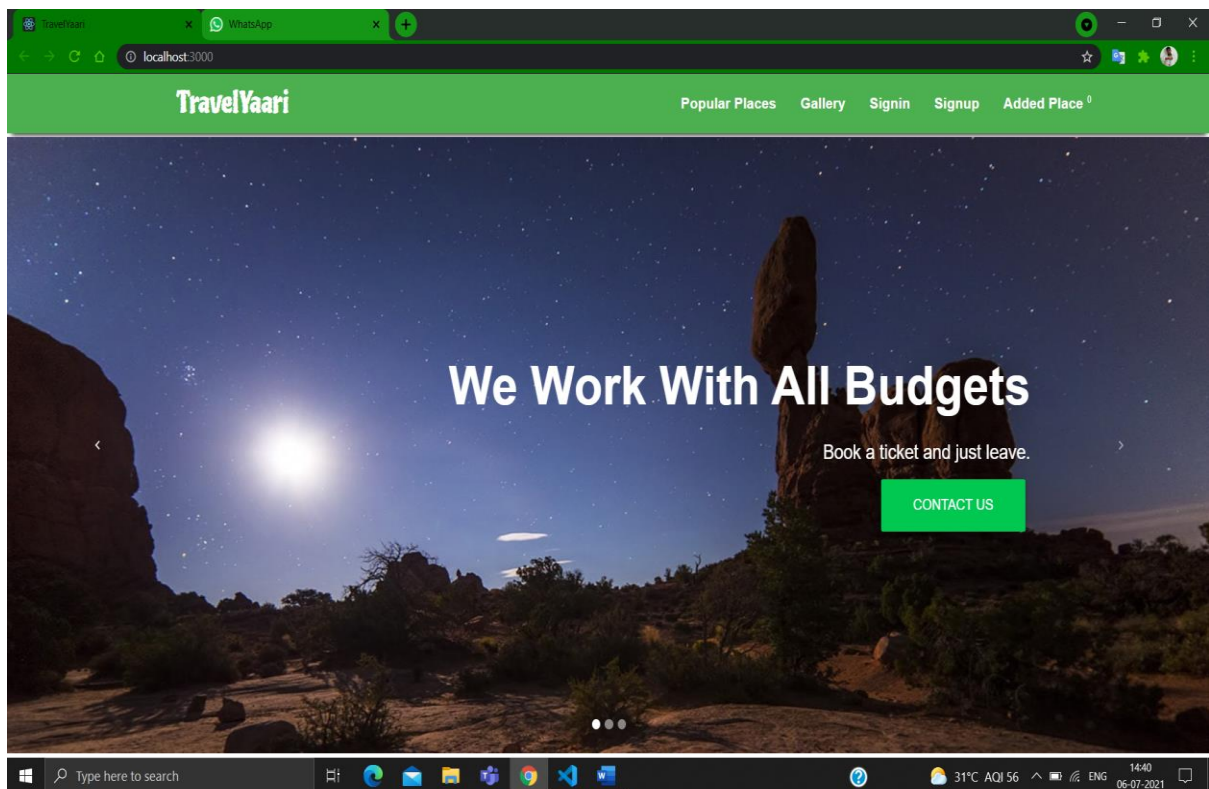 TravelYaari
WhatsApp
localhost:3000
TravelYaari
Popular Places Gallery Signin Signup Added Place 0
We Work With All Budgets
Book a ticket and just leave.
CONTACT US
Type here to search
31°C AQI 56
ENG
14:40
06-07-2021